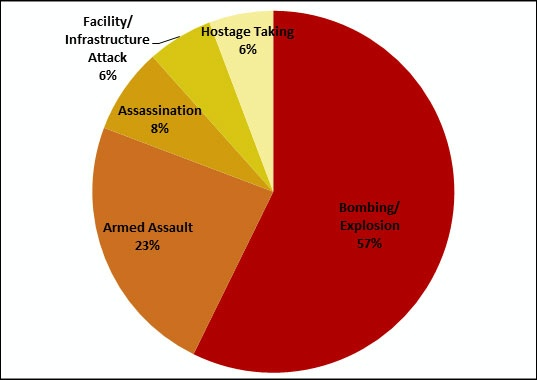 Facility/
Infrastructure
Attack
6%
Hostage Taking
6%
Assassination
8%
Armed Assault
23%
Bombing/
Explosion
57%